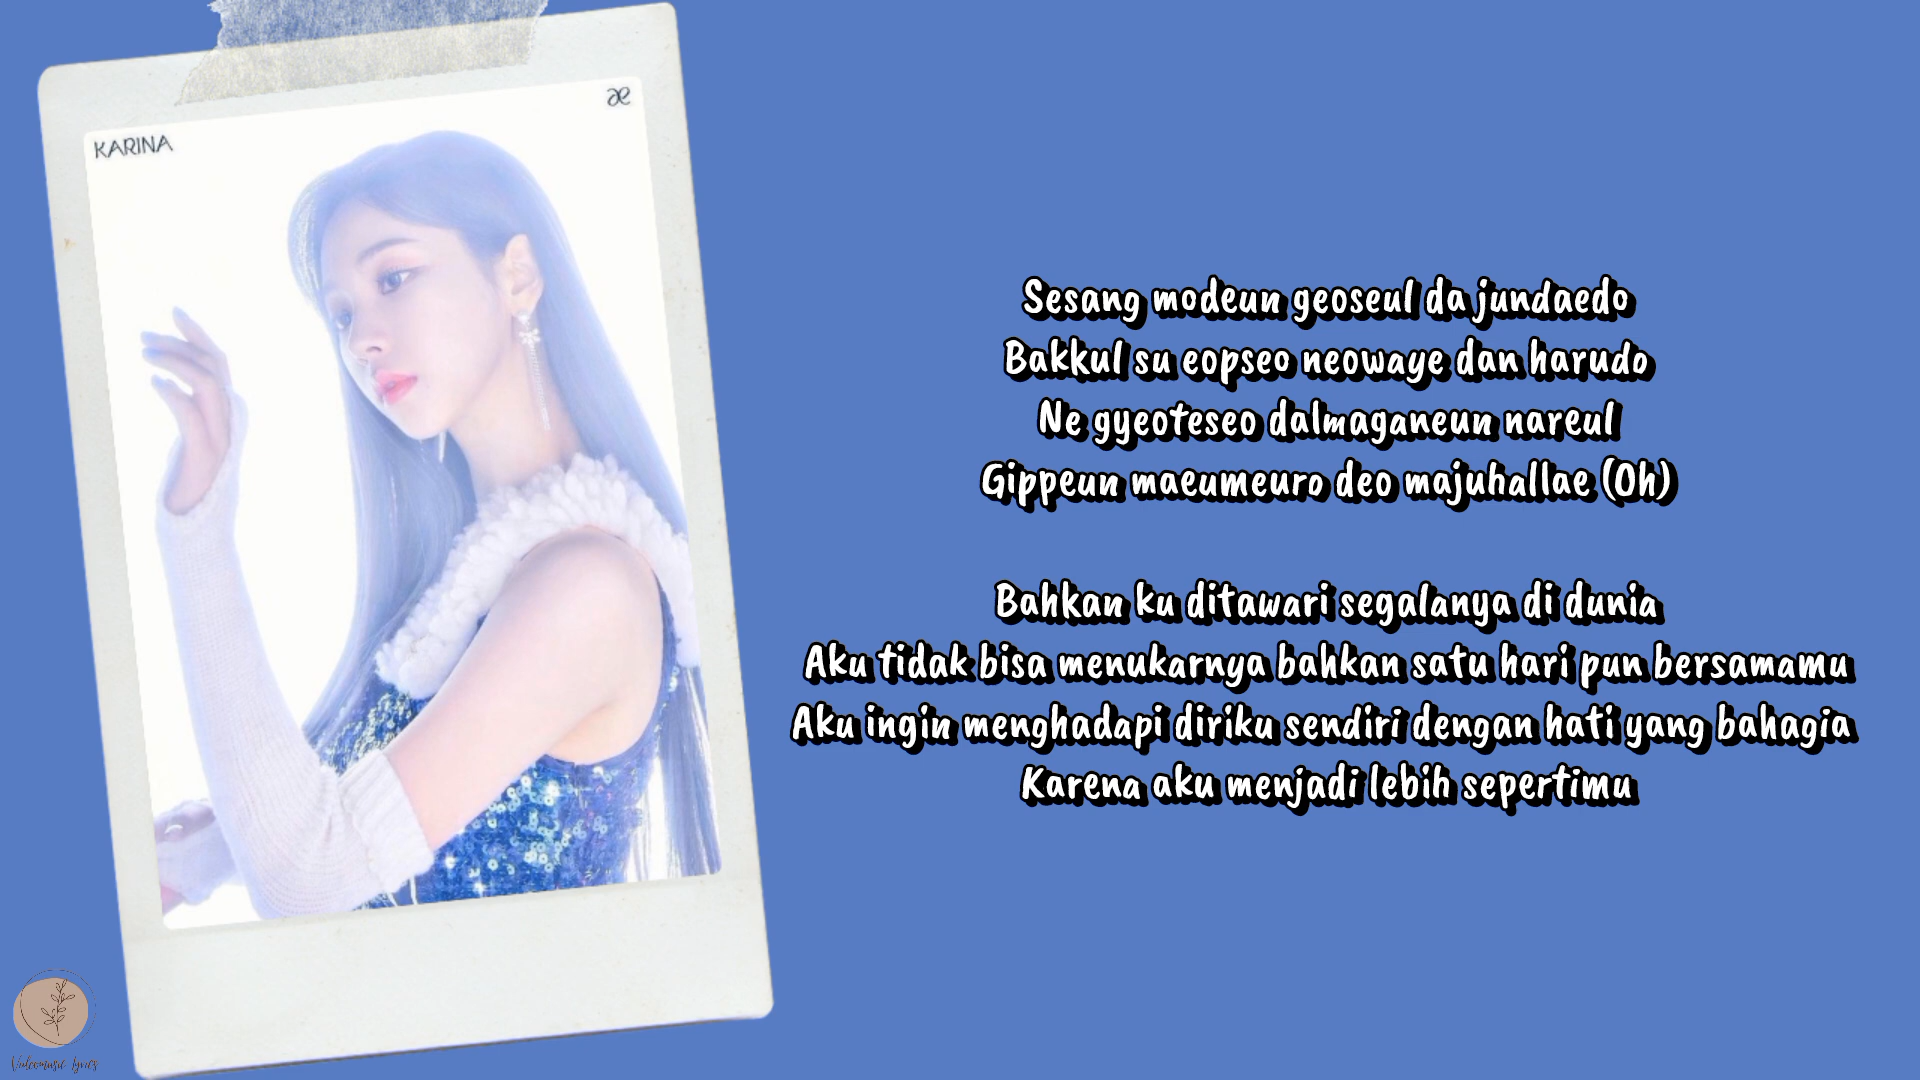 KARINA
æ
Sesang modeun geoseul da jundaedo
Bakkul su eopseo neowaye dan harudo
Ne gyeoteseo dalmaganeun nareul
Gippeun maeumeuro deo majuhallae (Oh)
Bahkan ku ditawari segalanya di dunia
Aku tidak bisa menukarnya bahkan satu hari pun bersamamu
Aku ingin menghadapi diriku sendiri dengan hati yang bahagia
Karena aku menjadi lebih sepertimu
Lyrics